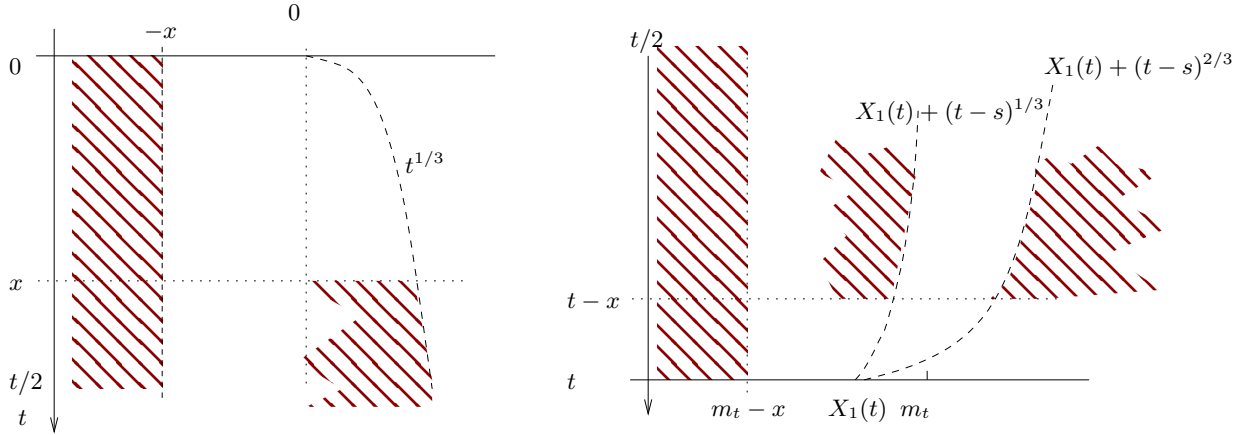 0
−x
0
t^{1/3}
x
t/2
t
t/2
X_1(t) + (t − s)^{2/3}
X_1(t) + (t − s)^{1/3}
t − x
t
m_t − x
X_1(t)
m_t